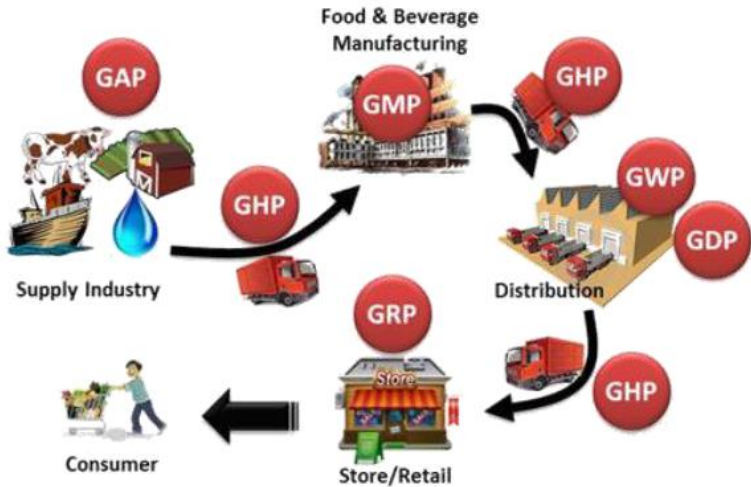 Food & Beverage
Manufacturing
GAP
GMP
GHP
GHP
GWP
GDP
Supply Industry
Distribution
GRP
Store
GHP
Consumer
Store/Retail